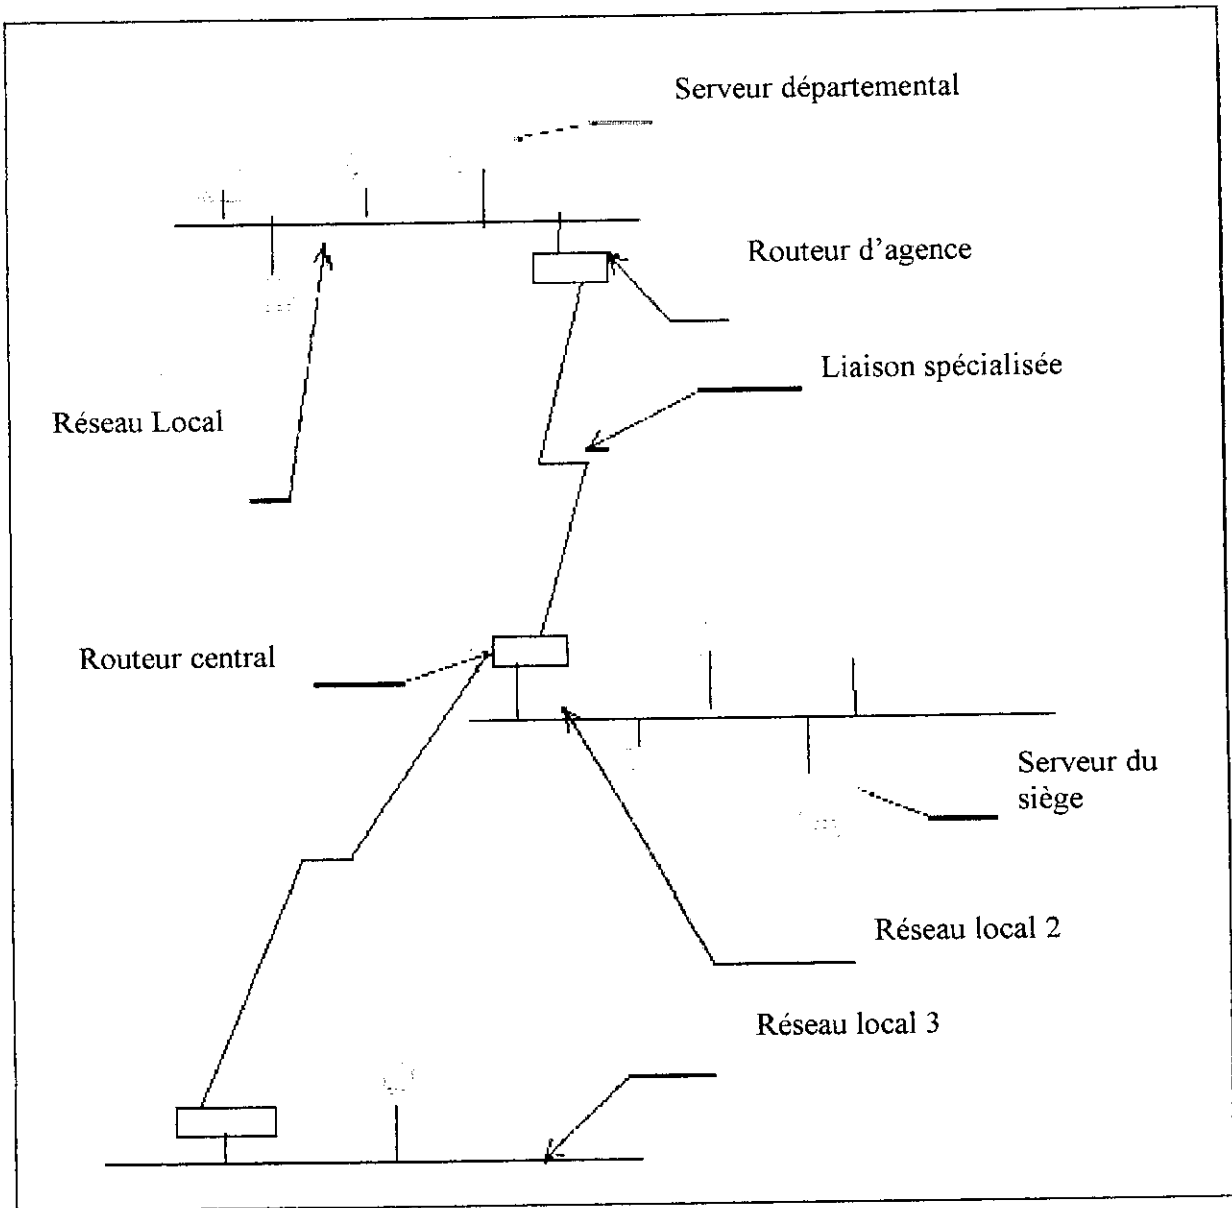 Serveur départemental
Routeur d'agence
Liaison spécialisée
Réseau Local
Routeur central
Serveur du
siège
Réseau local 2
Réseau local 3